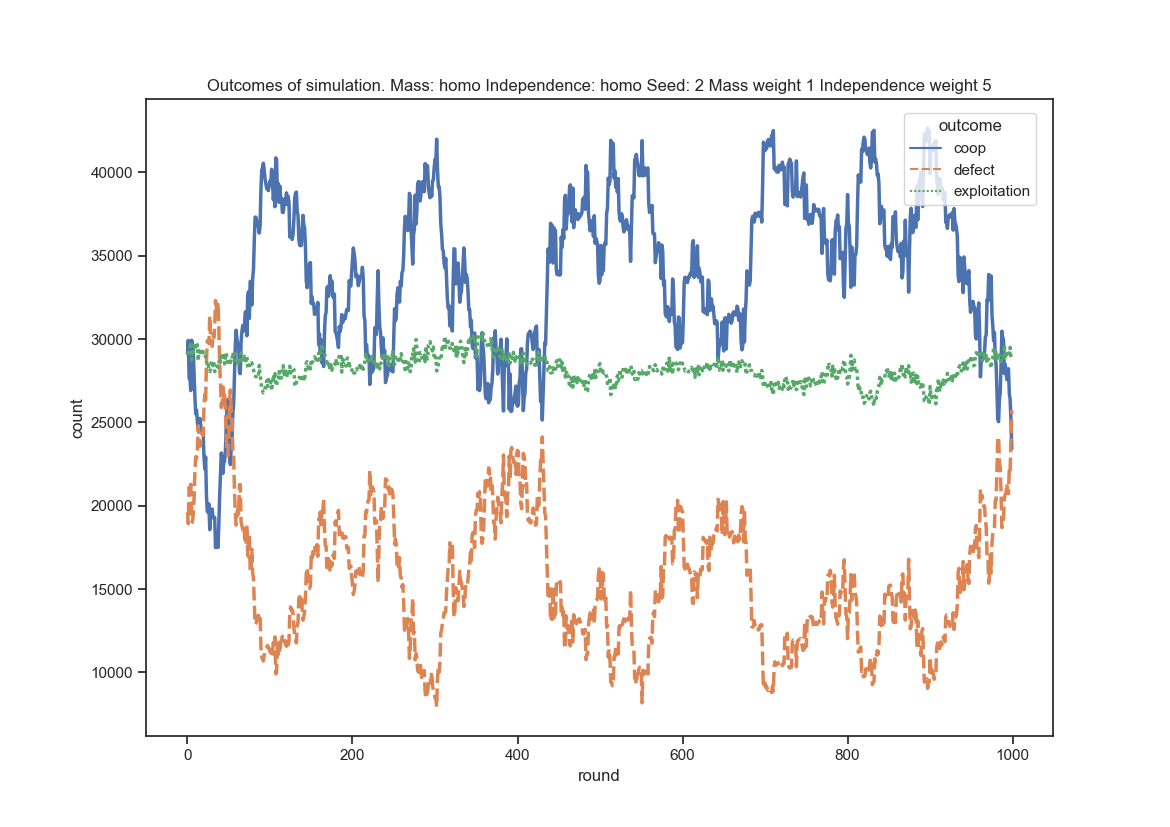 Outcomes of simulation. Mass: homo Independence: homo Seed: 2 Mass weight 1 Independence weight 5
outcome
coop
defect
exploitation
40000
35000
30000
25000
20000
15000
10000
count
0 200 400 600 800 1000
round